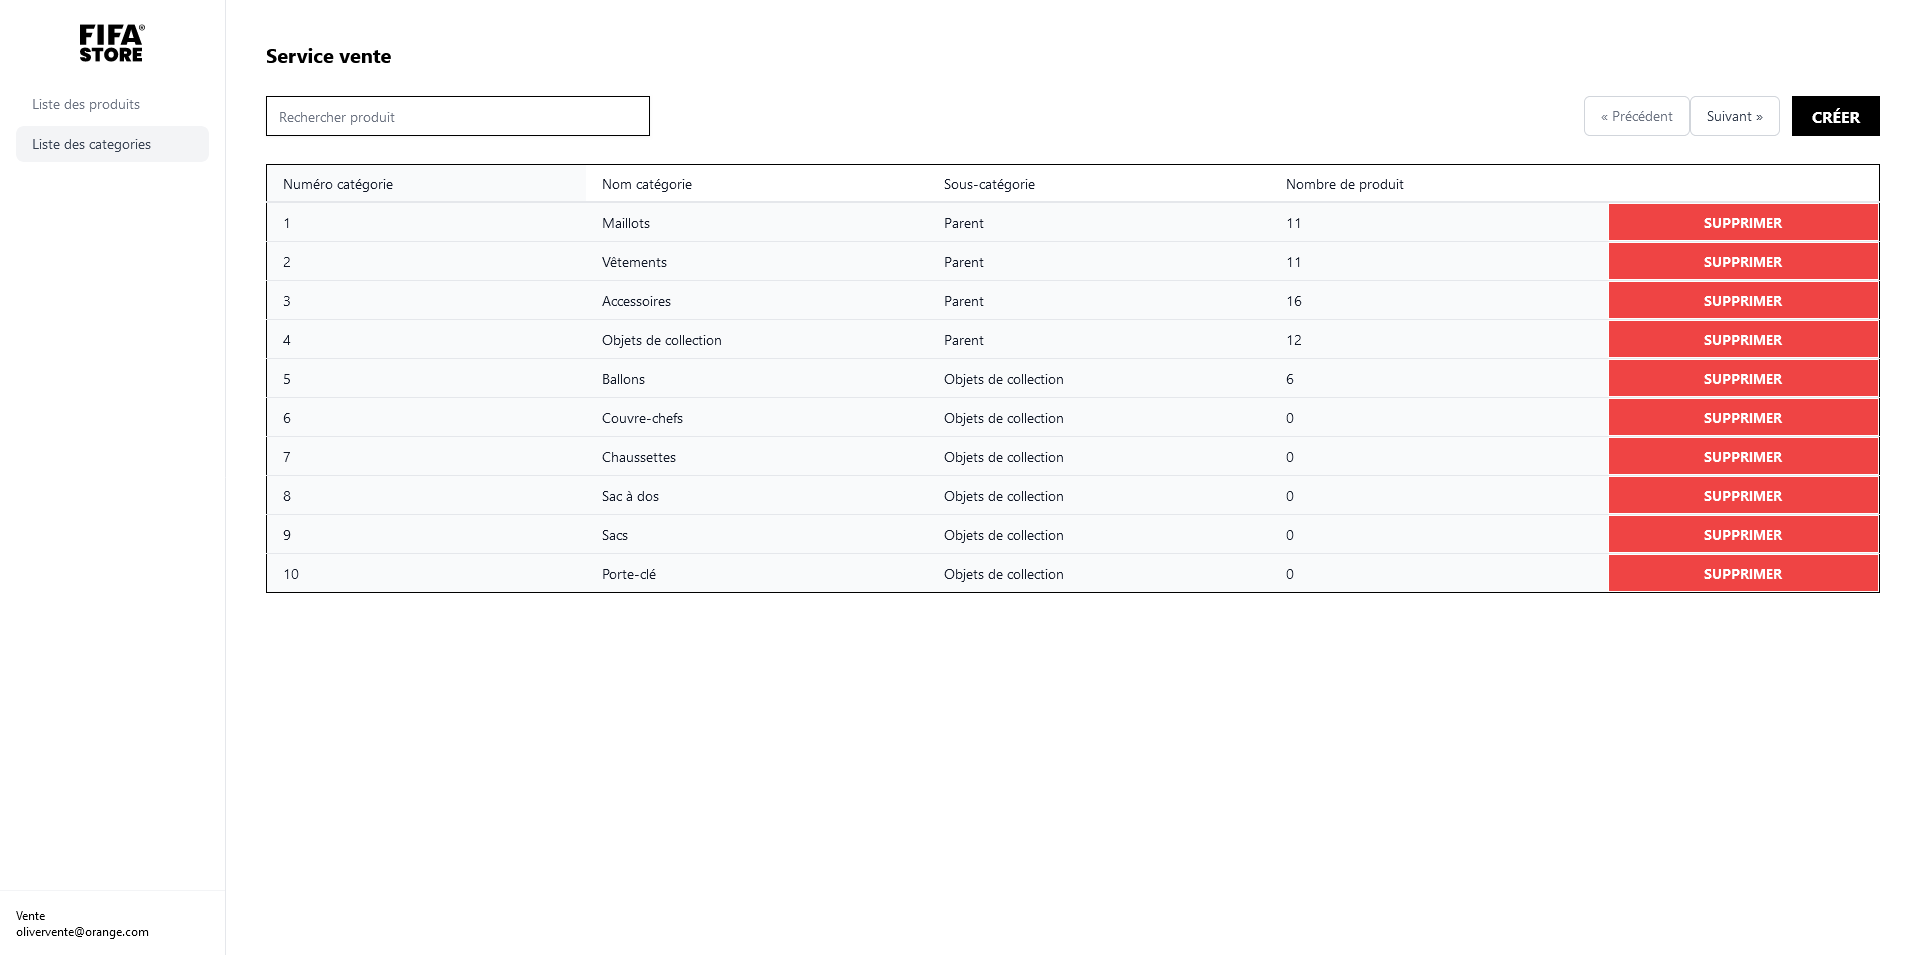 FIFA®
STORE
Liste des produits
Liste des categories
Vente
olivervente@orange.com
Service vente
Rechercher produit
« Précédent Suivant » CRÉER
Numéro catégorie Nom catégorie Sous-catégorie Nombre de produit
1 Maillots Parent 11 SUPPRIMER
2 Vêtements Parent 11 SUPPRIMER
3 Accessoires Parent 16 SUPPRIMER
4 Objets de collection Parent 12 SUPPRIMER
5 Ballons Objets de collection 6 SUPPRIMER
6 Couvre-chefs Objets de collection 0 SUPPRIMER
7 Chaussettes Objets de collection 0 SUPPRIMER
8 Sac à dos Objets de collection 0 SUPPRIMER
9 Sacs Objets de collection 0 SUPPRIMER
10 Porte-clé Objets de collection 0 SUPPRIMER